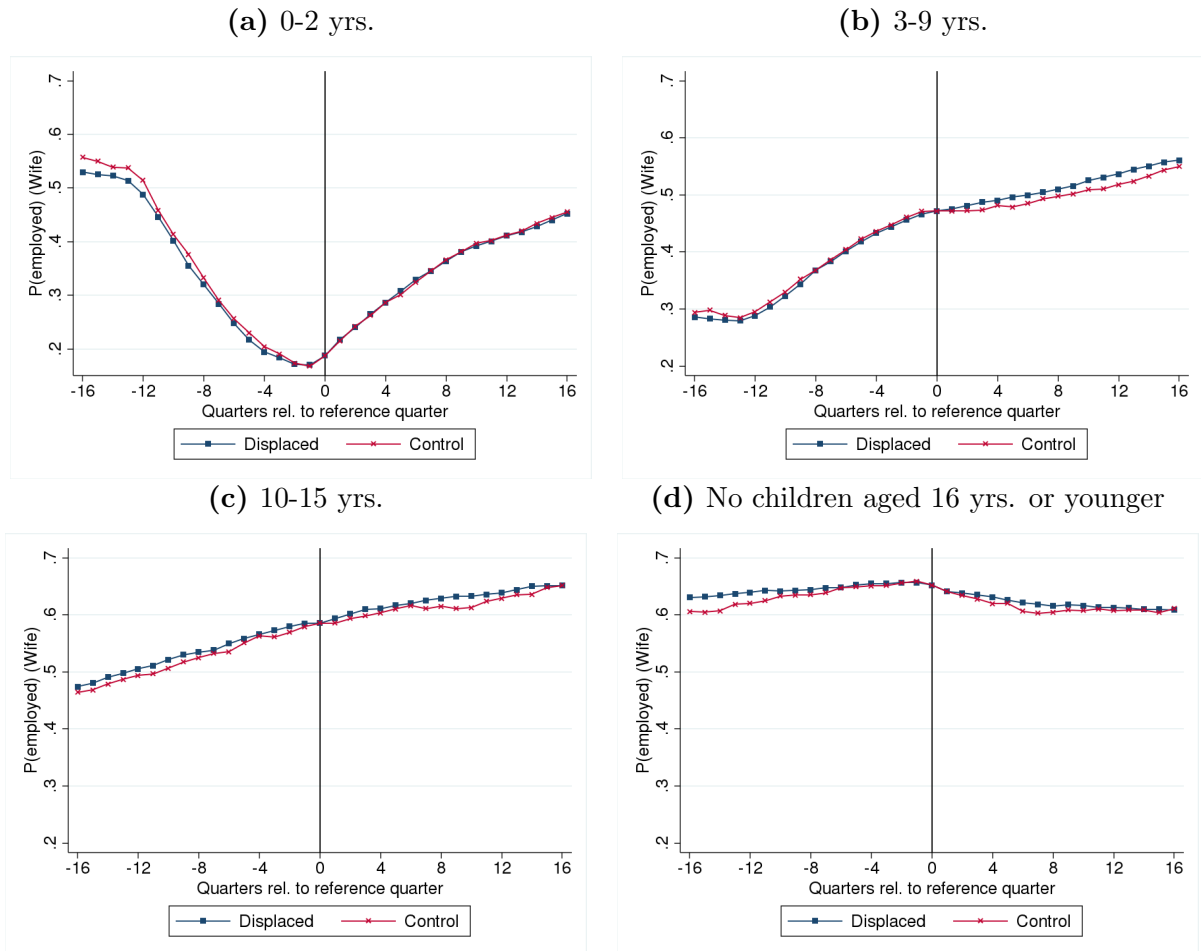 (a) 0-2 yrs.
P(employed) (Wife)
.7
.6
.5
.4
.3
.2
-16 -12 -8 -4 0 4 8 12 16
Quarters rel. to reference quarter
Displaced Control
(b) 3-9 yrs.
P(employed) (Wife)
.7
.6
.5
.4
.3
.2
-16 -12 -8 -4 0 4 8 12 16
Quarters rel. to reference quarter
Displaced Control
(c) 10-15 yrs.
P(employed) (Wife)
.7
.6
.5
.4
.3
.2
-16 -12 -8 -4 0 4 8 12 16
Quarters rel. to reference quarter
Displaced Control
(d) No children aged 16 yrs. or younger
P(employed) (Wife)
.7
.6
.5
.4
.3
.2
-16 -12 -8 -4 0 4 8 12 16
Quarters rel. to reference quarter
Displaced Control